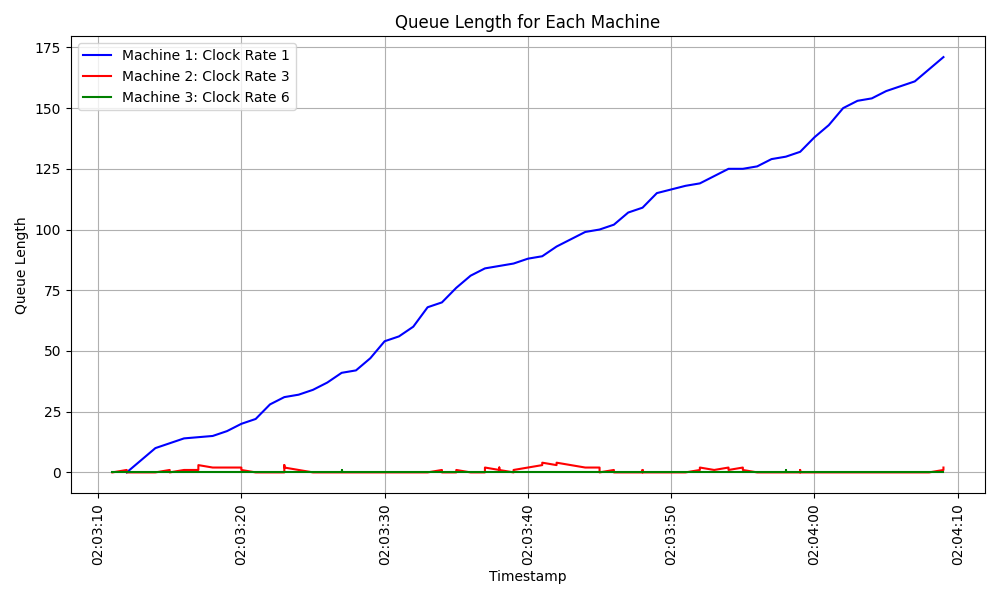 Queue Length for Each Machine
Machine 1: Clock Rate 1
Machine 2: Clock Rate 3
Machine 3: Clock Rate 6
Queue Length
175
150
125
100
75
50
25
0
02:03:10
02:03:20
02:03:30
02:03:40
02:03:50
02:04:00
02:04:10
Timestamp